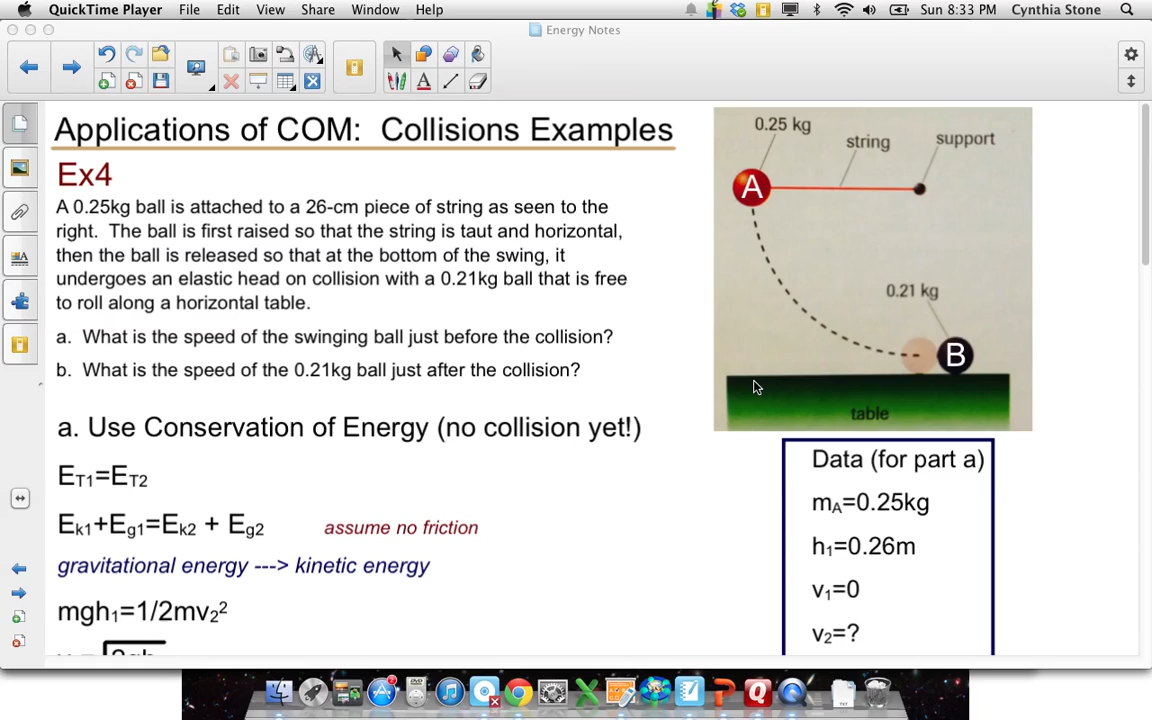 QuickTime Player File Edit View Share Window Help Sun 8:33 PM Cynthia Stone
Energy Notes
Applications of COM: Collisions Examples
Ex4
A 0.25kg ball is attached to a 26-cm piece of string as seen to the
right. The ball is first raised so that the string is taut and horizontal,
then the ball is released so that at the bottom of the swing, it
undergoes an elastic head on collision with a 0.21kg ball that is free
to roll along a horizontal table.
a. What is the speed of the swinging ball just before the collision?
b. What is the speed of the 0.21kg ball just after the collision?
0.25 kg
string
support
A
0.21 kg
B
table
a. Use Conservation of Energy (no collision yet!)
E_T1=E_T2
E_k1+E_g1=E_k2 + E_g2 assume no friction
gravitational energy ---> kinetic energy
mgh₁=1/2mv₂²
Data (for part a)
m_A=0.25kg
h₁=0.26m
v₁=0
v₂=?